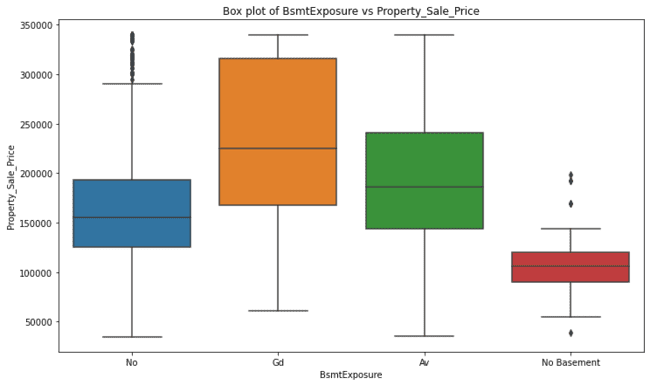 Box plot of BsmtExposure vs Property_Sale_Price
350000
300000
250000
200000
150000
100000
50000
Property_Sale_Price
No Gd Av No Basement
BsmtExposure